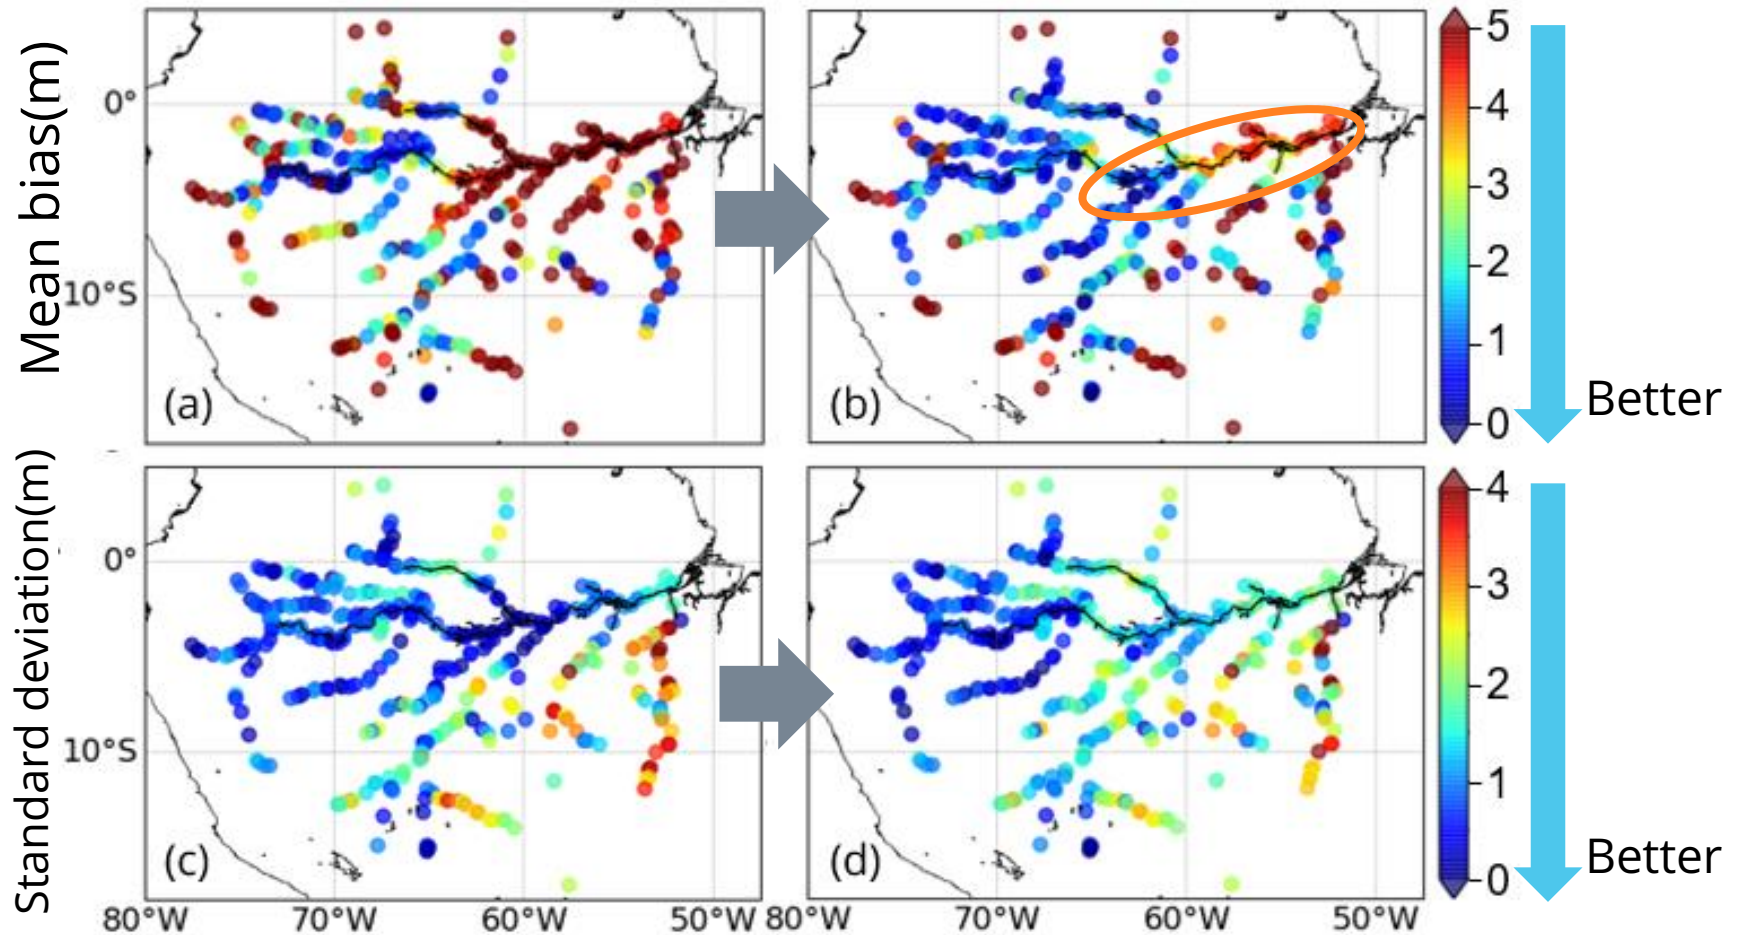 Mean bias(m)
0°
10°S
(a)
(b)
5
4
3
2
1
0
Better
Standard deviation(m)
0°
10°S
(c)
(d)
4
3
2
1
0
Better
80°W 70°W 60°W 50°W 80°W 70°W 60°W 50°W